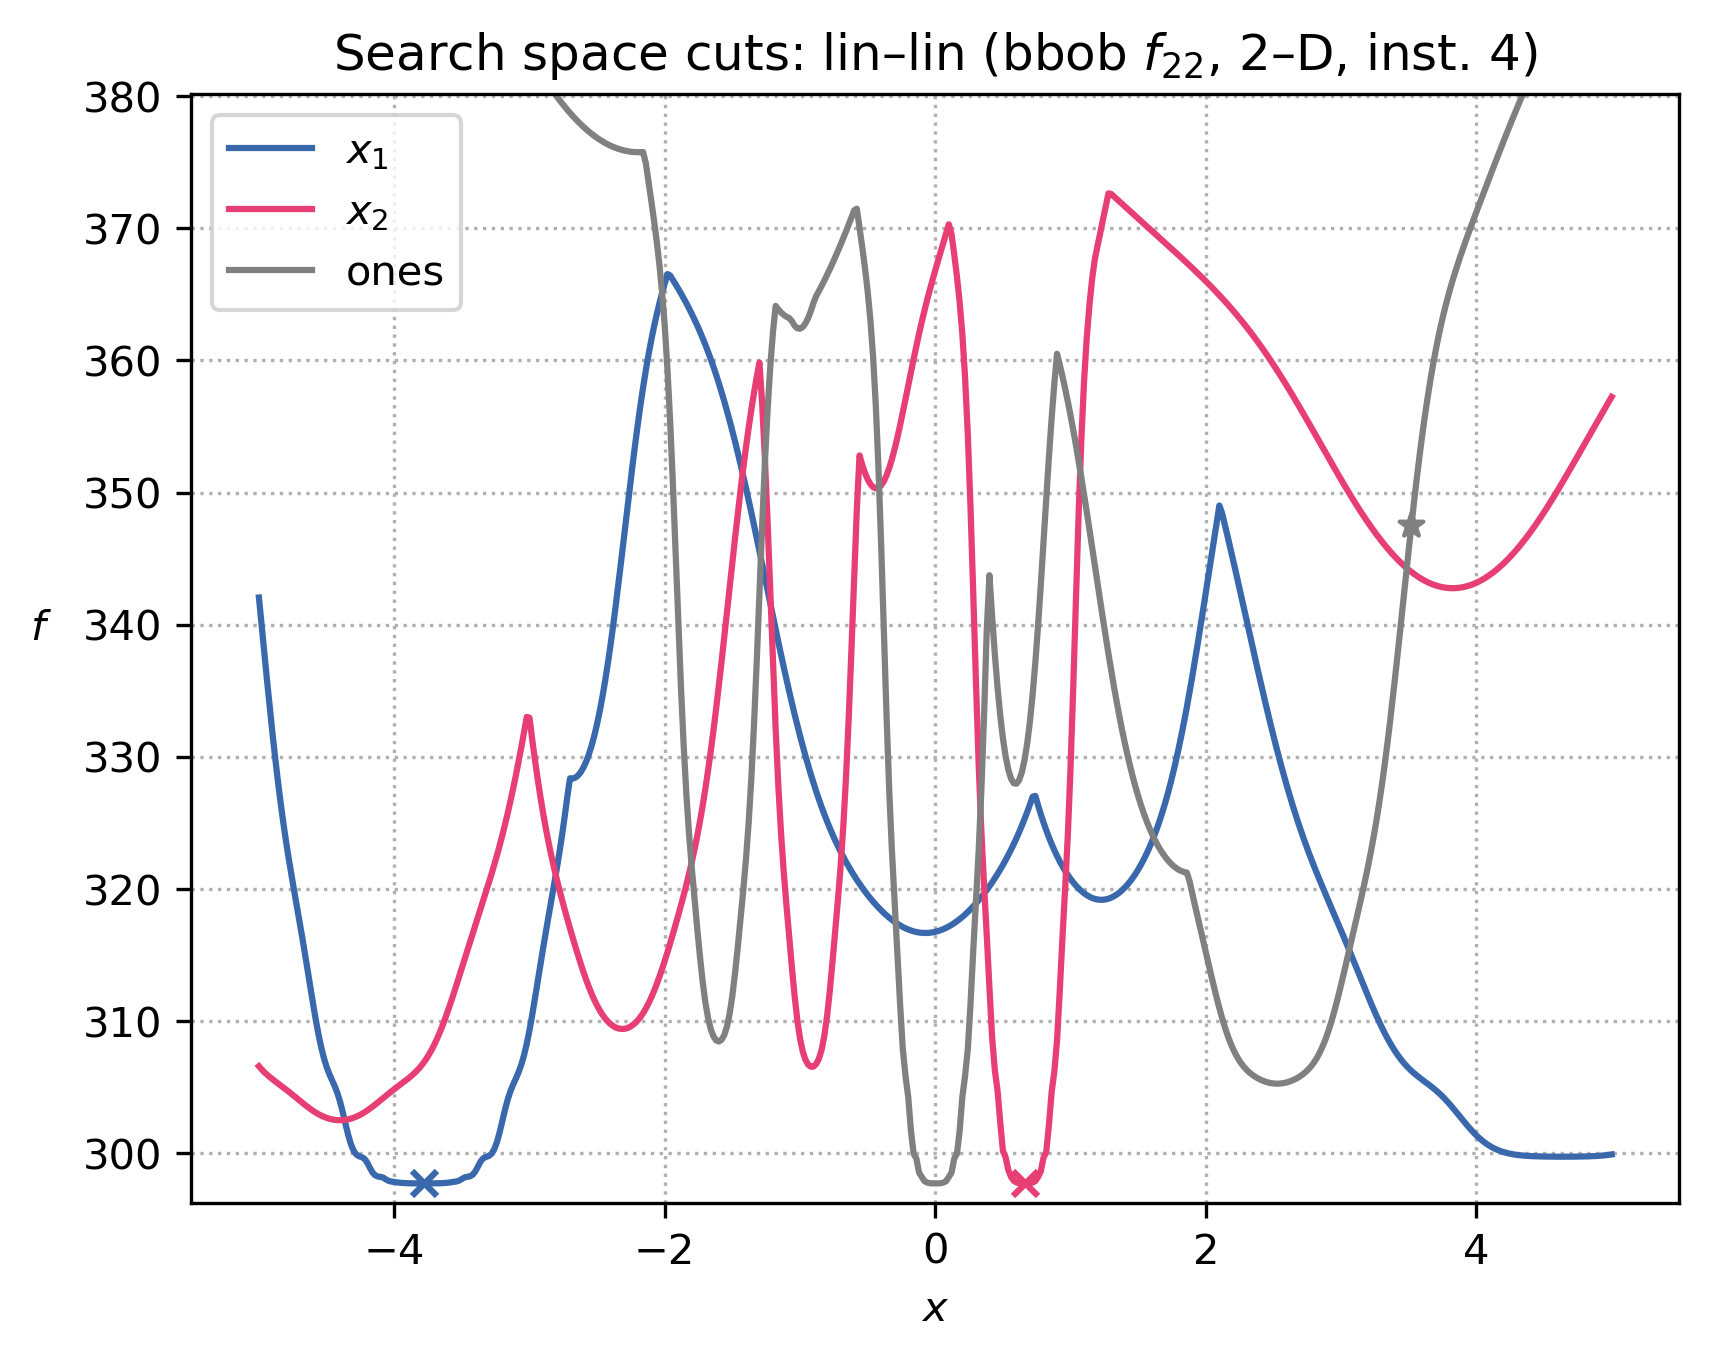 Search space cuts: lin–lin (bbob f₂₂, 2–D, inst. 4)
380
370
360
350
340
330
320
310
300
f
x₁
x₂
ones
−4
−2
0
2
4
x